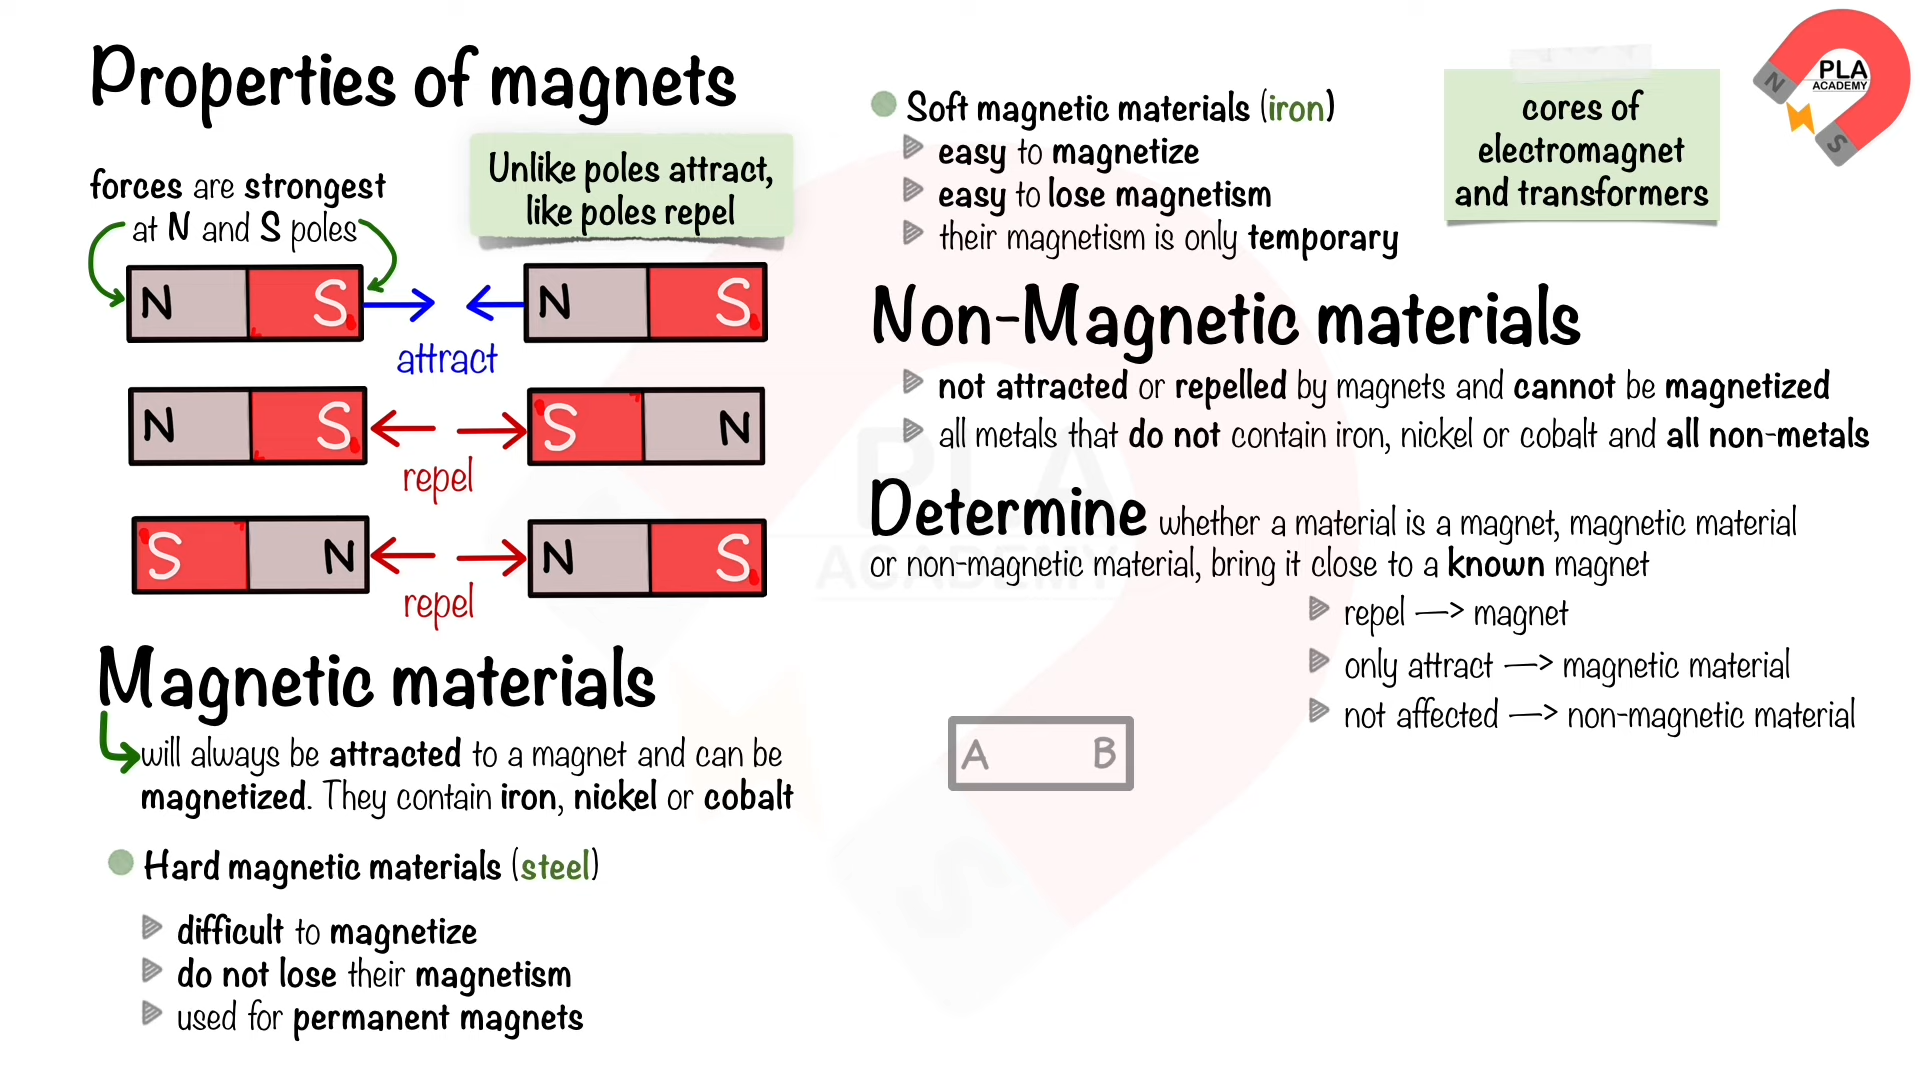 Properties of magnets
forces are strongest
at N and S poles
Unlike poles attract,
like poles repel
N S N S
attract
N S S N
repel
S N N S
repel
Magnetic materials
will always be attracted to a magnet and can be
magnetized. They contain iron, nickel or cobalt
Hard magnetic materials (steel)
difficult to magnetize
do not lose their magnetism
used for permanent magnets
Soft magnetic materials (iron)
easy to magnetize
easy to lose magnetism
their magnetism is only temporary
cores of
electromagnet
and transformers
N
PLA
ACADEMY
S
Non-Magnetic materials
not attracted or repelled by magnets and cannot be magnetized
all metals that do not contain iron, nickel or cobalt and all non-metals
Determine whether a material is a magnet, magnetic material
or non-magnetic material, bring it close to a known magnet
repel —> magnet
only attract —> magnetic material
not affected —> non-magnetic material
A B
PLA
ACADEMY
S